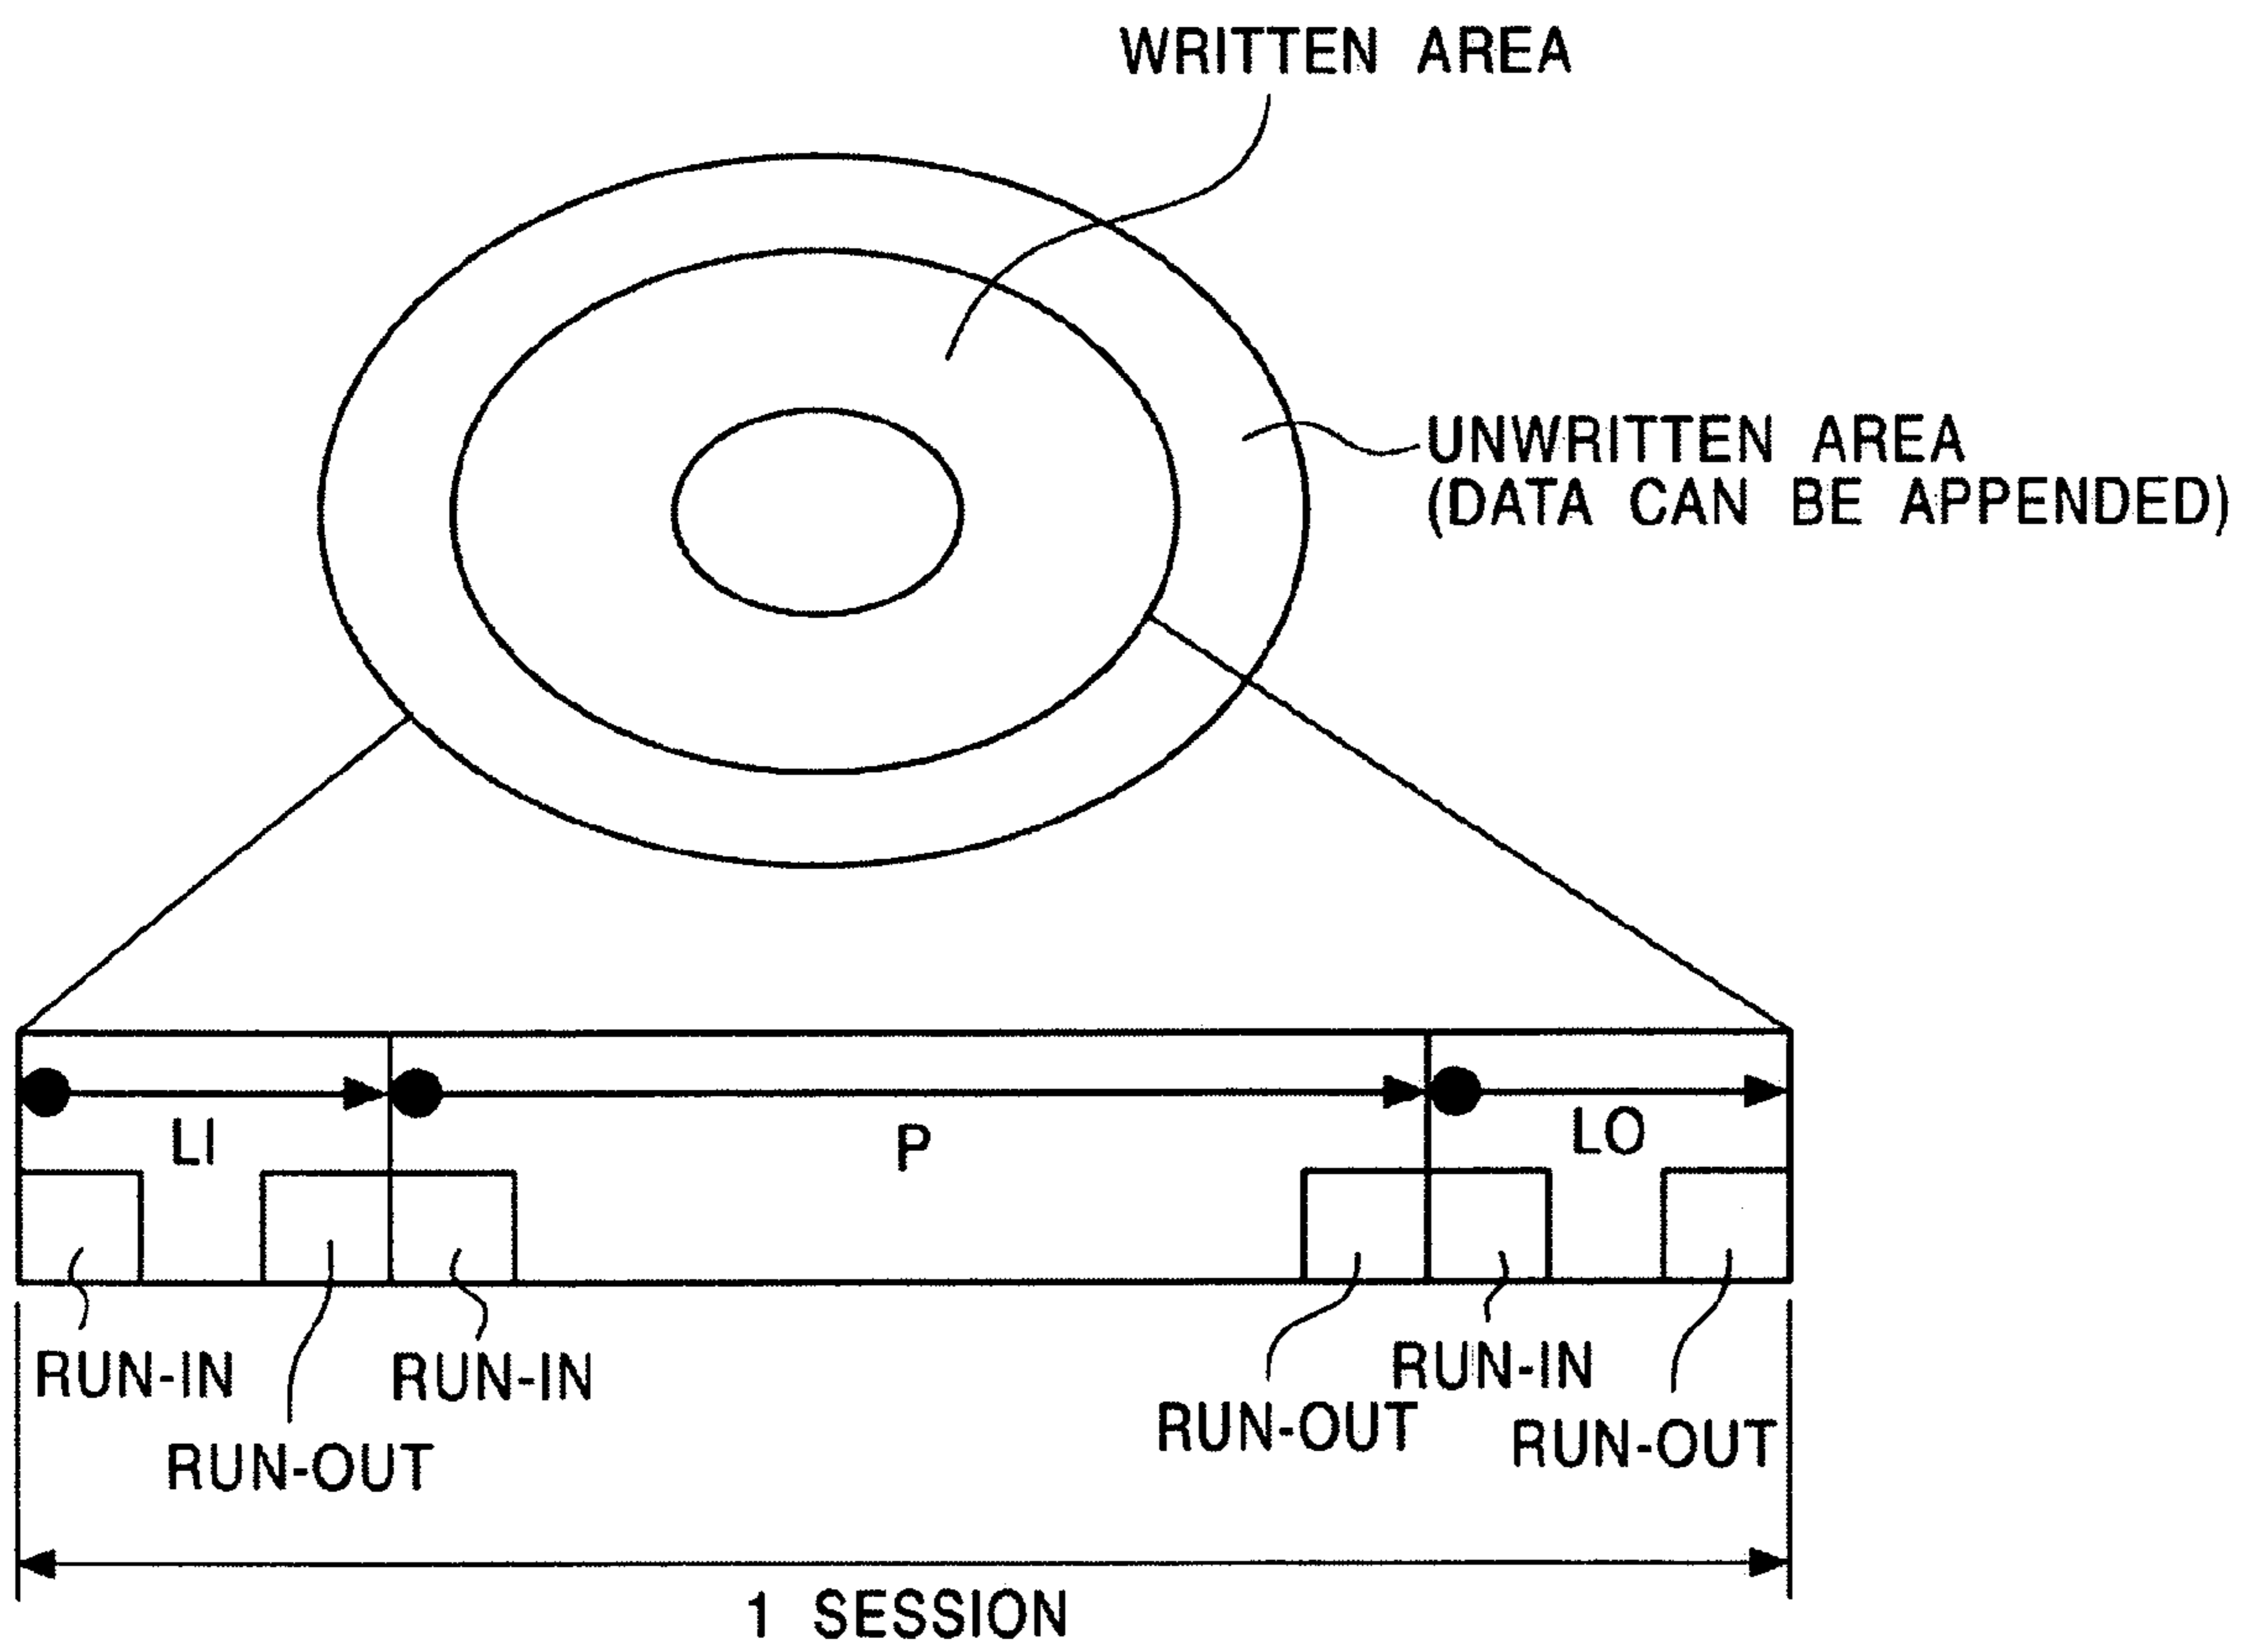 WRITTEN AREA
UNWRITTEN AREA
(DATA CAN BE APPENDED)
LI
P
LO
RUN-IN
RUN-OUT
RUN-IN
RUN-OUT
RUN-IN
RUN-OUT
1 SESSION